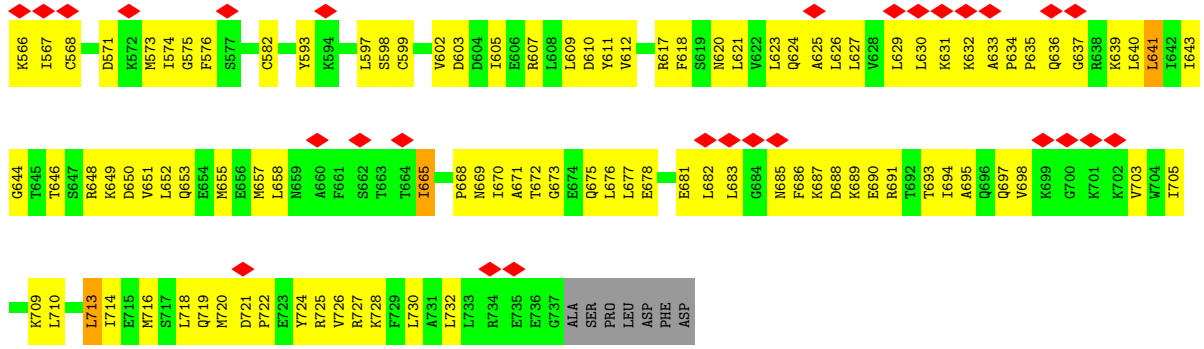 K566 I567 C568 D571 K572 M573 I574 G575 F576 S577 C582 Y593 K594 L597 S598 C599 V602 D603 D604 I605 E606 R607 L608 L609 D610 Y611 V612 R617 F618 S619 N620 L621 V622 L623 Q624 A625 L626 L627 V628 L629 L630 K631 K632 A633 P634 P635 Q636 G637 R638 K639 L640 L641 I642 I643
G644 T645 T646 S647 R648 K649 D650 V651 L652 Q653 E654 M655 E656 M657 L658 N659 A660 F661 S662 T663 T664 I665 P668 N669 I670 A671 T672 G673 E674 Q675 L676 L677 E678 E681 L682 L683 G684 N685 F686 K687 D688 K689 E690 R691 T692 T693 I694 A695 Q696 Q697 V698 K699 G700 K701 K702 V703 W704 I705
K709 L710 L713 I714 E715 M716 S717 L718 Q719 M720 D721 P722 E723 Y724 R725 V726 R727 K728 F729 L730 A731 L732 L733 R734 E735 E736 G737 ALA SER PRO LEU ASP PHE ASP